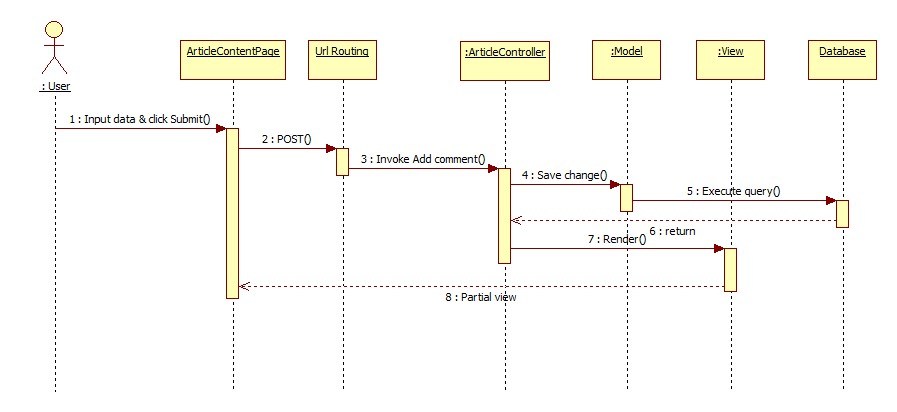 ArticleContentPage
Url Routing
:ArticleController
:Model
:View
Database
: User
1 : Input data & click Submit()
2 : POST()
3 : Invoke Add comment()
4 : Save change()
5 : Execute query()
6 : return
7 : Render()
8 : Partial view